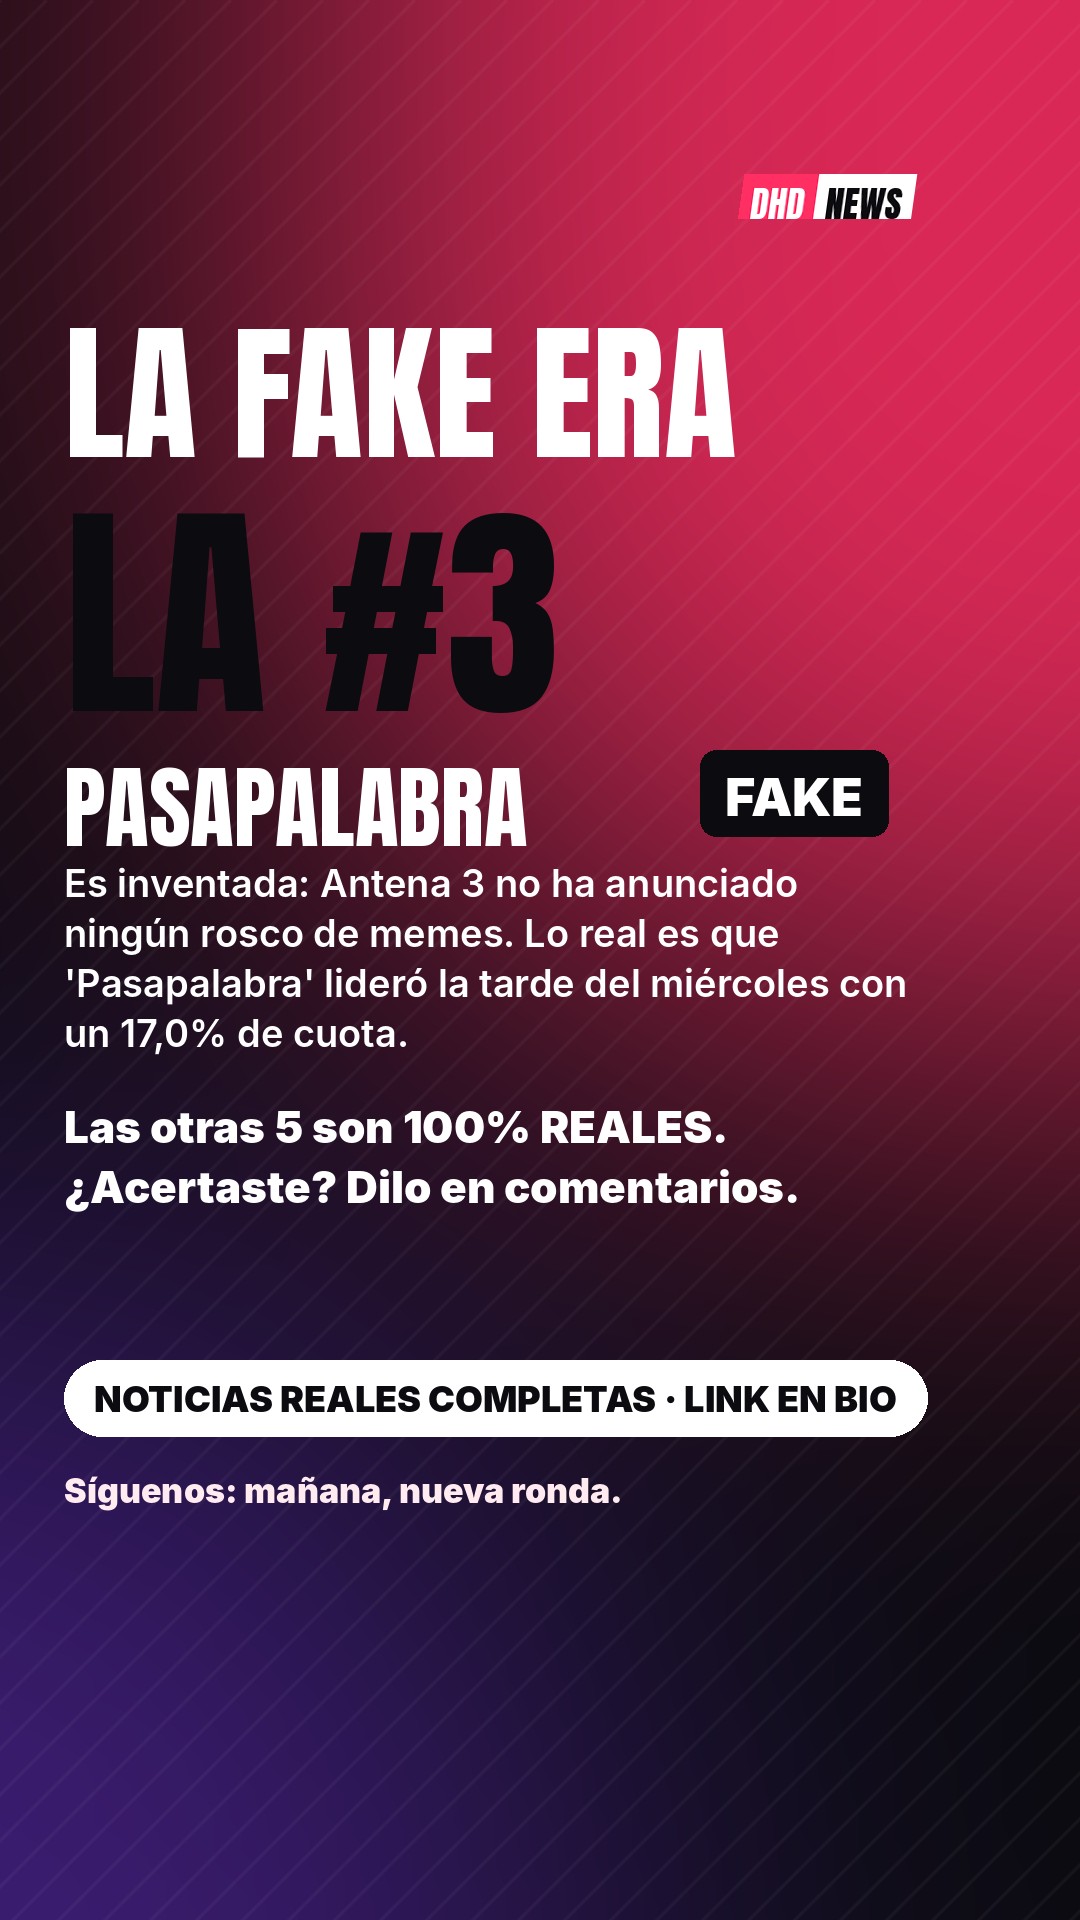 DHD NEWS
LA FAKE ERA
LA #3
PASAPALABRA
FAKE
Es inventada: Antena 3 no ha anunciado
ningún rosco de memes. Lo real es que
'Pasapalabra' lideró la tarde del miércoles con
un 17,0% de cuota.
Las otras 5 son 100% REALES.
¿Acertaste? Dilo en comentarios.
NOTICIAS REALES COMPLETAS · LINK EN BIO
Síguenos: mañana, nueva ronda.